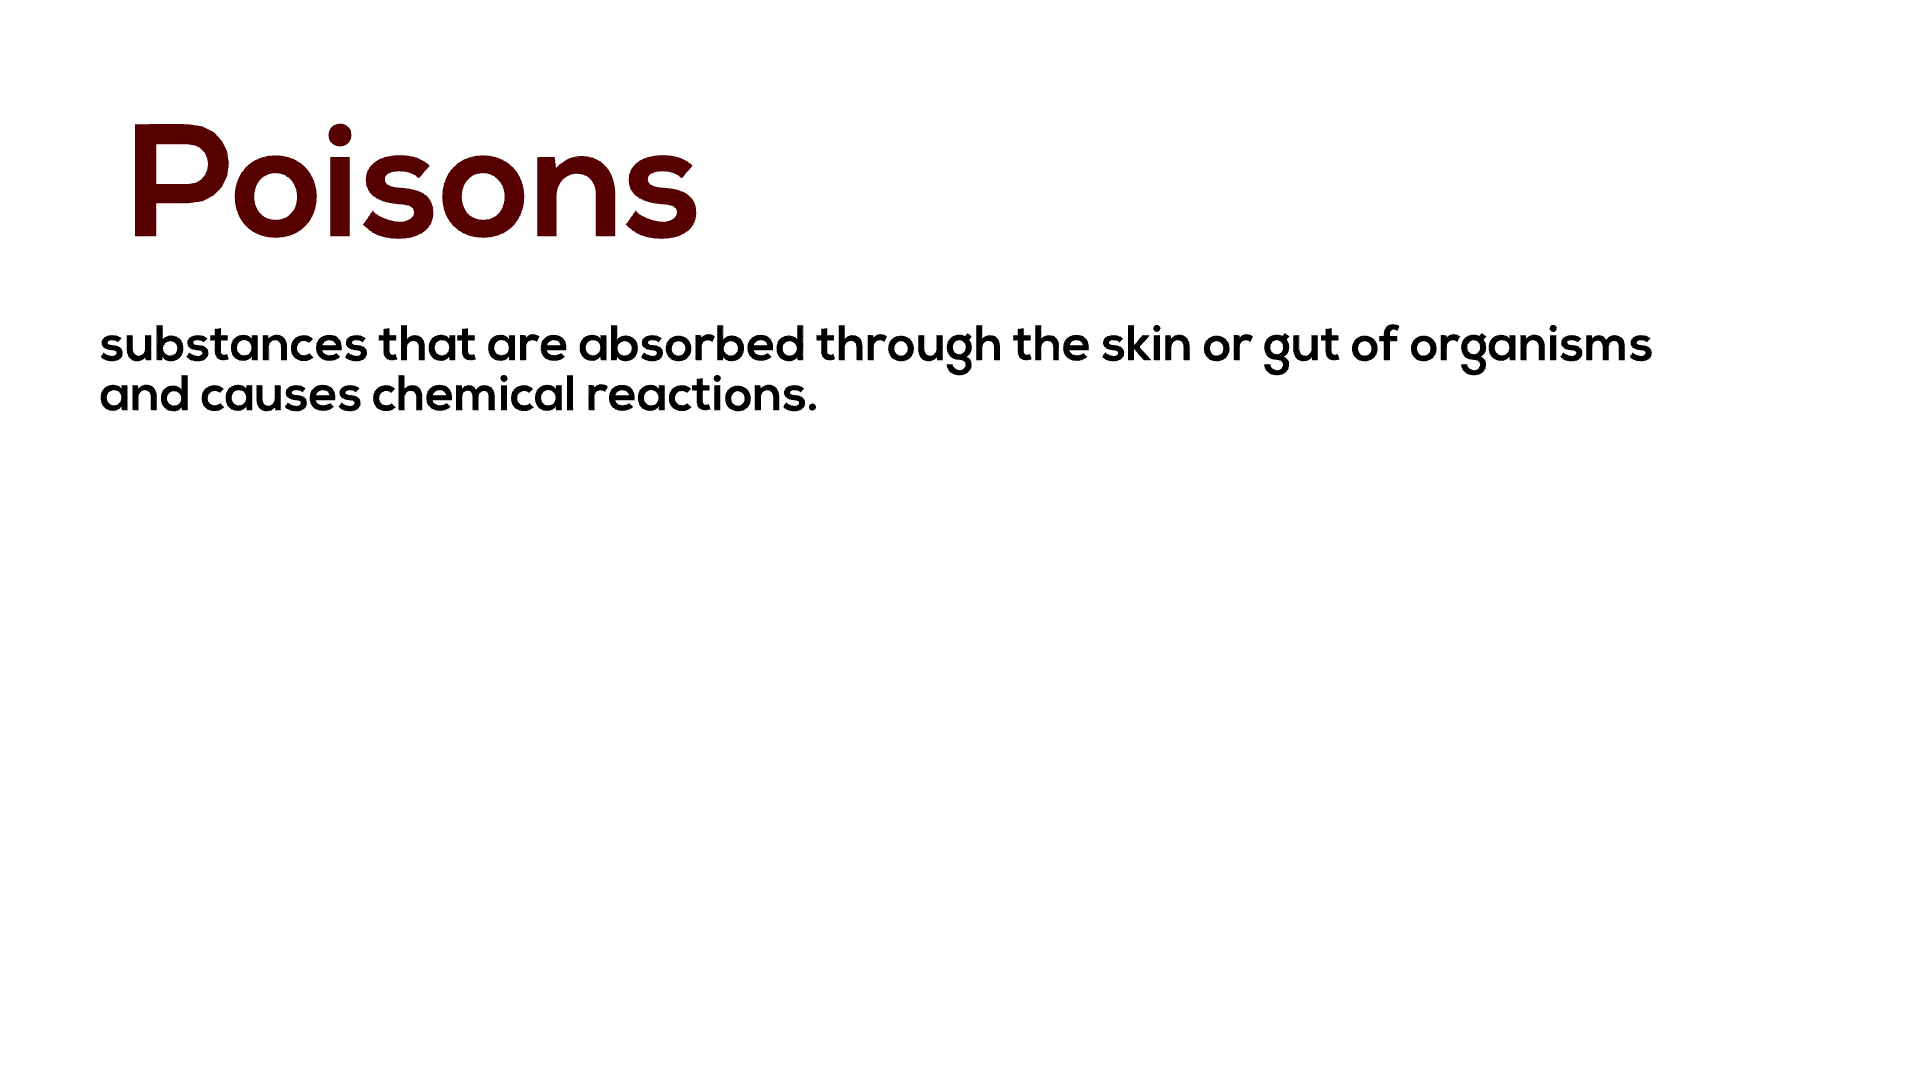 Poisons
substances that are absorbed through the skin or gut of organisms
and causes chemical reactions.